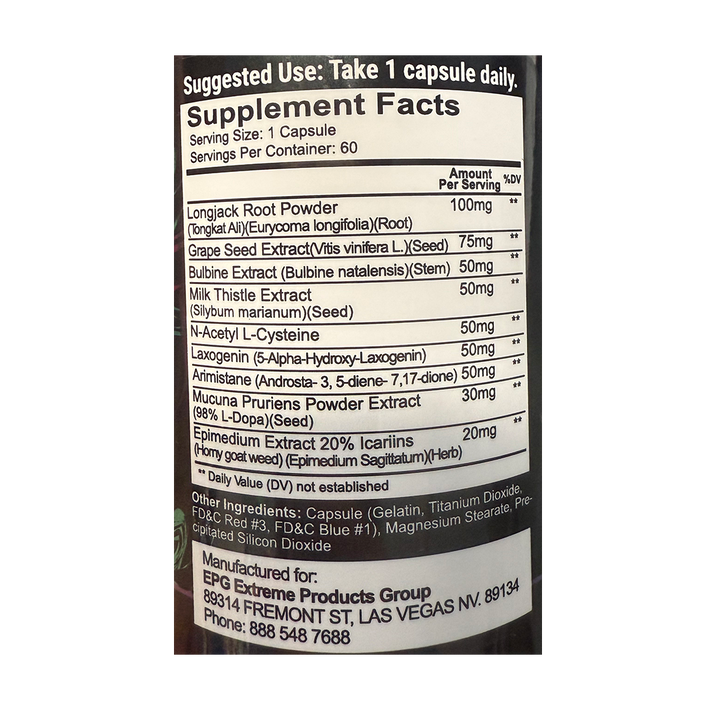 Suggested Use: Take 1 capsule daily.
Supplement Facts
Serving Size: 1 Capsule
Servings Per Container: 60
Amount Per Serving %DV
Longjack Root Powder 100mg **
(Tongkat Ali)(Eurycoma longifolia)(Root)
Grape Seed Extract(Vitis vinifera L.)(Seed) 75mg **
Bulbine Extract (Bulbine natalensis)(Stem) 50mg **
Milk Thistle Extract 50mg **
(Silybum marianum)(Seed)
N-Acetyl L-Cysteine 50mg **
Laxogenin (5-Alpha-Hydroxy-Laxogenin) 50mg **
Arimistane (Androsta- 3, 5-diene- 7,17-dione) 50mg **
Mucuna Pruriens Powder Extract 30mg **
(98% L-Dopa)(Seed)
Epimedium Extract 20% Icariins 20mg **
(Horny goat weed) (Epimedium Sagittatum)(Herb)
** Daily Value (DV) not established
Other Ingredients: Capsule (Gelatin, Titanium Dioxide,
FD&C Red #3, FD&C Blue #1), Magnesium Stearate, Pre-
cipitated Silicon Dioxide
Manufactured for:
EPG Extreme Products Group
89314 FREMONT ST, LAS VEGAS NV. 89134
Phone: 888 548 7688